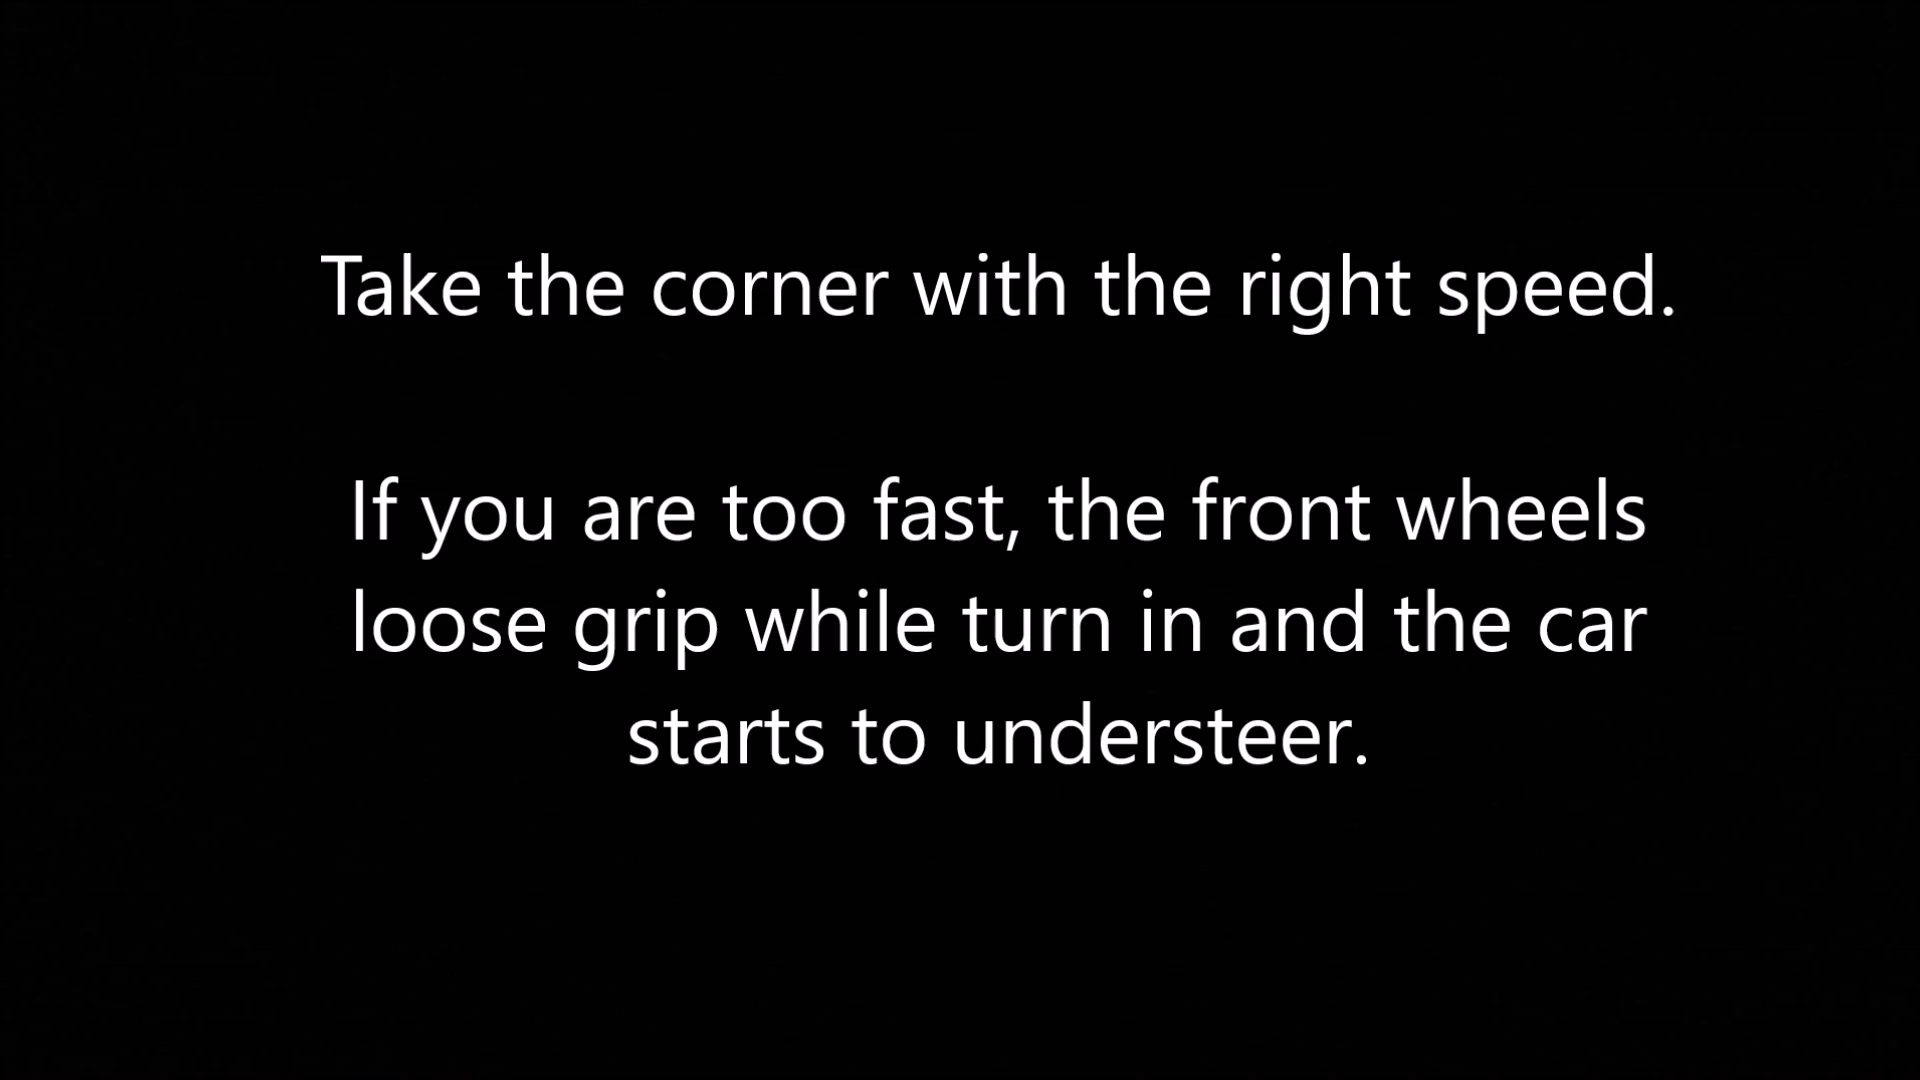 Take the corner with the right speed.
If you are too fast, the front wheels
loose grip while turn in and the car
starts to understeer.